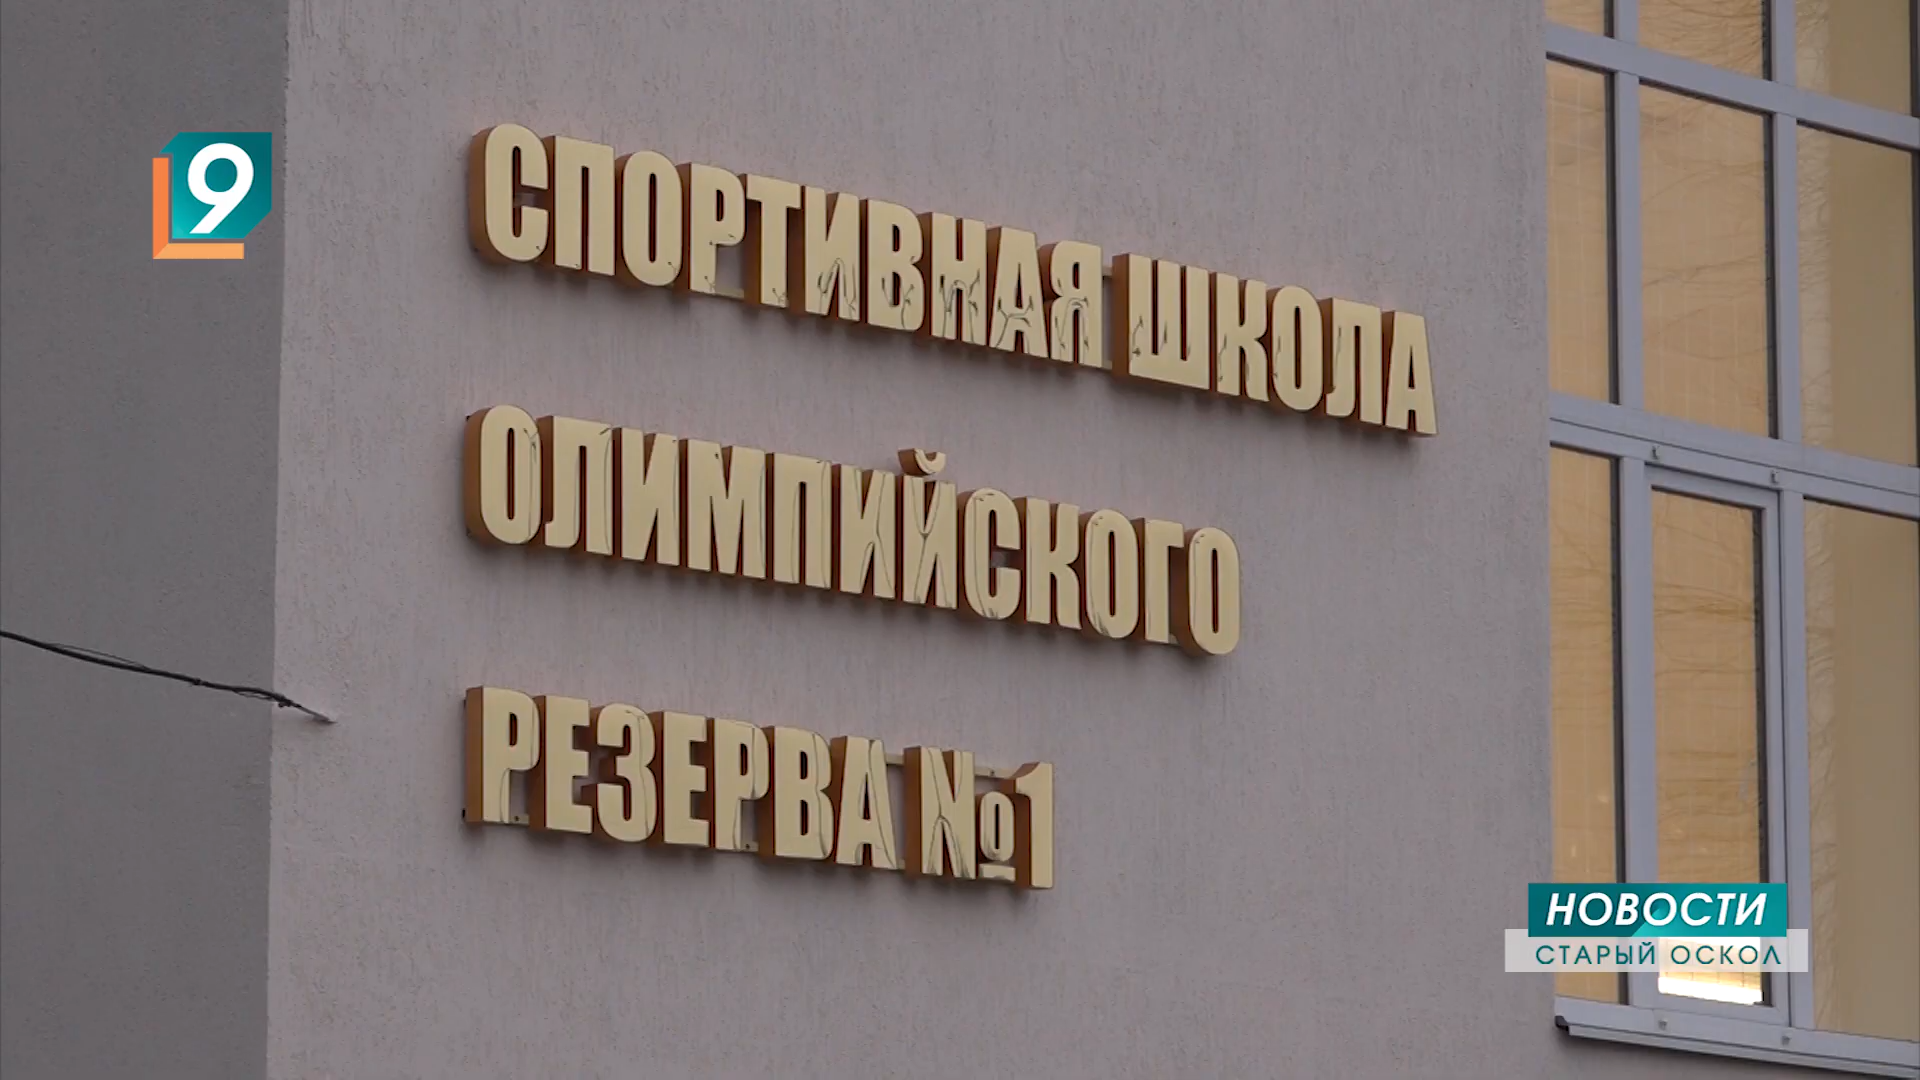 9
СПОРТИВНАЯ ШКОЛА
ОЛИМПИЙСКОГО
РЕЗЕРВА №1
НОВОСТИ
СТАРЫЙ ОСКОЛ